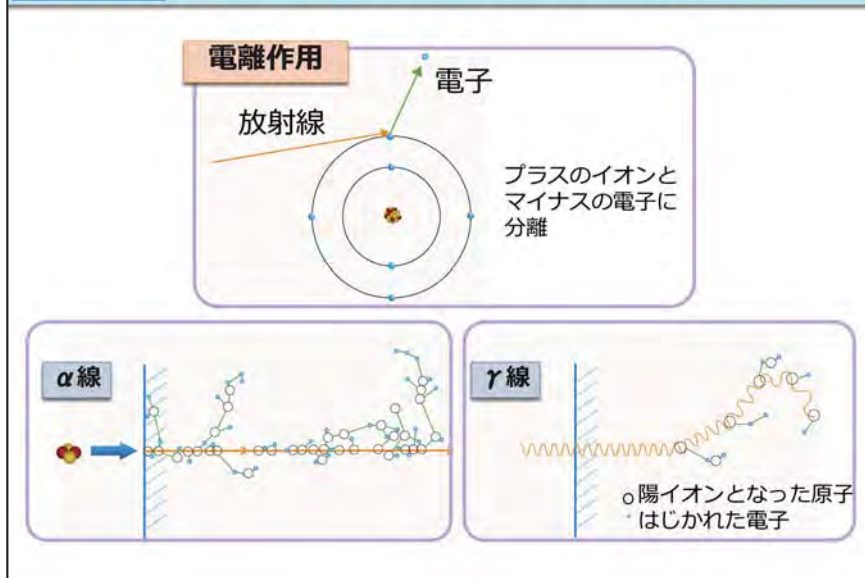 電離作用
電子
放射線
プラスのイオンと
マイナスの電子に
分離
α線
γ線
陽イオンとなった原子
はじかれた電子